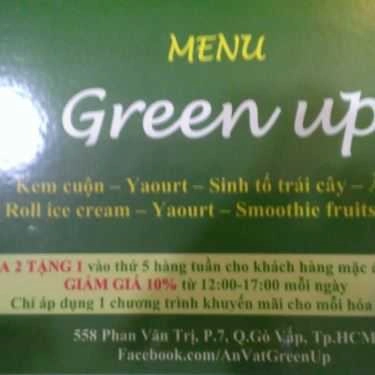 MENU
Green up
Kem cuộn – Yaourt – Sinh tố trái cây –
Roll ice cream – Yaourt – Smoothie fruits
A 2 TẶNG 1 vào thứ 5 hàng tuần cho khách hàng mặc
GIẢM GIÁ 10% từ 12:00-17:00 mỗi ngày
Chỉ áp dụng 1 chương trình khuyến mãi cho mỗi hóa
558 Phan Văn Trị, P.7, Q.Gò Vấp, Tp.HCM
Facebook.com/AnVatGreenUp